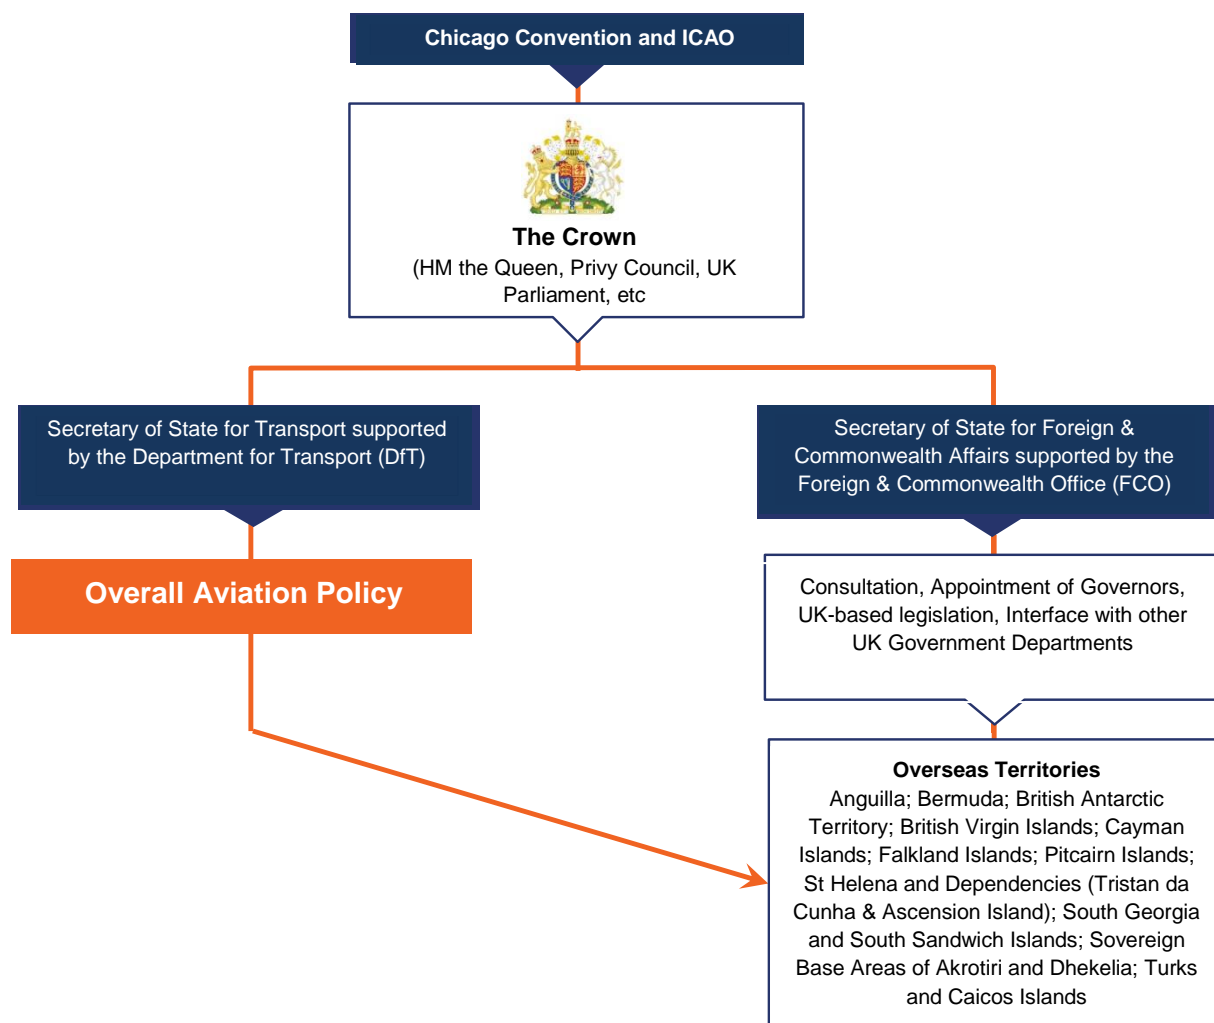 Chicago Convention and ICAO
The Crown
(HM the Queen, Privy Council, UK
Parliament, etc
Secretary of State for Transport supported
by the Department for Transport (DfT)
Secretary of State for Foreign &
Commonwealth Affairs supported by the
Foreign & Commonwealth Office (FCO)
Overall Aviation Policy
Consultation, Appointment of Governors,
UK-based legislation, Interface with other
UK Government Departments
Overseas Territories
Anguilla; Bermuda; British Antarctic
Territory; British Virgin Islands; Cayman
Islands; Falkland Islands; Pitcairn Islands;
St Helena and Dependencies (Tristan da
Cunha & Ascension Island); South Georgia
and South Sandwich Islands; Sovereign
Base Areas of Akrotiri and Dhekelia; Turks
and Caicos Islands